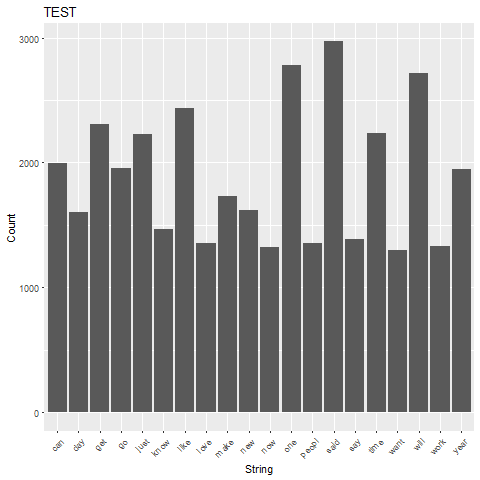 TEST
3000
2000
1000
0
Count
can day get go just know like love make new now one peopl said say time want will work year
String